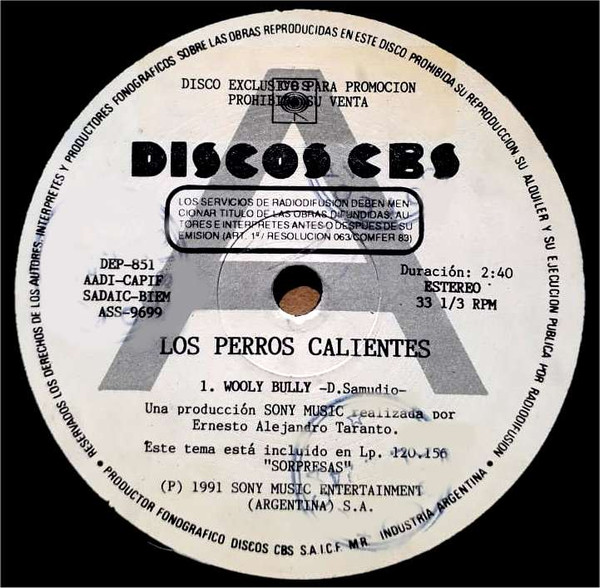 RESERVADOS LOS DERECHOS DE LOS AUTORES, INTERPRETES Y PRODUCTORES FONOGRAFICOS SOBRE LAS OBRAS REPRODUCIDAS EN ESTE DISCO PROHIBIDA SU REPRODUCCION SU ALQUILER Y SU EJECUCION PUBLICA POR RADIODIFUSION
A
DISCO EXCLUSIVO PARA PROMOCION
PROHIBIDA SU VENTA
CBS
DISCOS CBS
LOS SERVICIOS DE RADIODIFUSION DEBEN MEN-
CIONAR TITULO DE LAS OBRAS DIFUNDIDAS, AU-
TORES E INTERPRETES ANTES O DESPUES DE SU
EMISION (ART. 1º / RESOLUCION 063/COMFER 83)
DEP-851
AADI-CAPIF
SADAIC-BIEM
ASS-9699
Duración: 2:40
ESTEREO
33 1/3 RPM
LOS PERROS CALIENTES
1. WOOLY BULLY -D.Samudio-
Una producción SONY MUSIC realizada por
Ernesto Alejandro Taranto.
Este tema está incluido en Lp. 120.156
"SORPRESAS"
(P) 1991 SONY MUSIC ENTERTAINMENT
(ARGENTINA) S.A.
• PRODUCTOR FONOGRAFICO DISCOS CBS S.A.I.C.F. M.R. INDUSTRIA ARGENTINA •